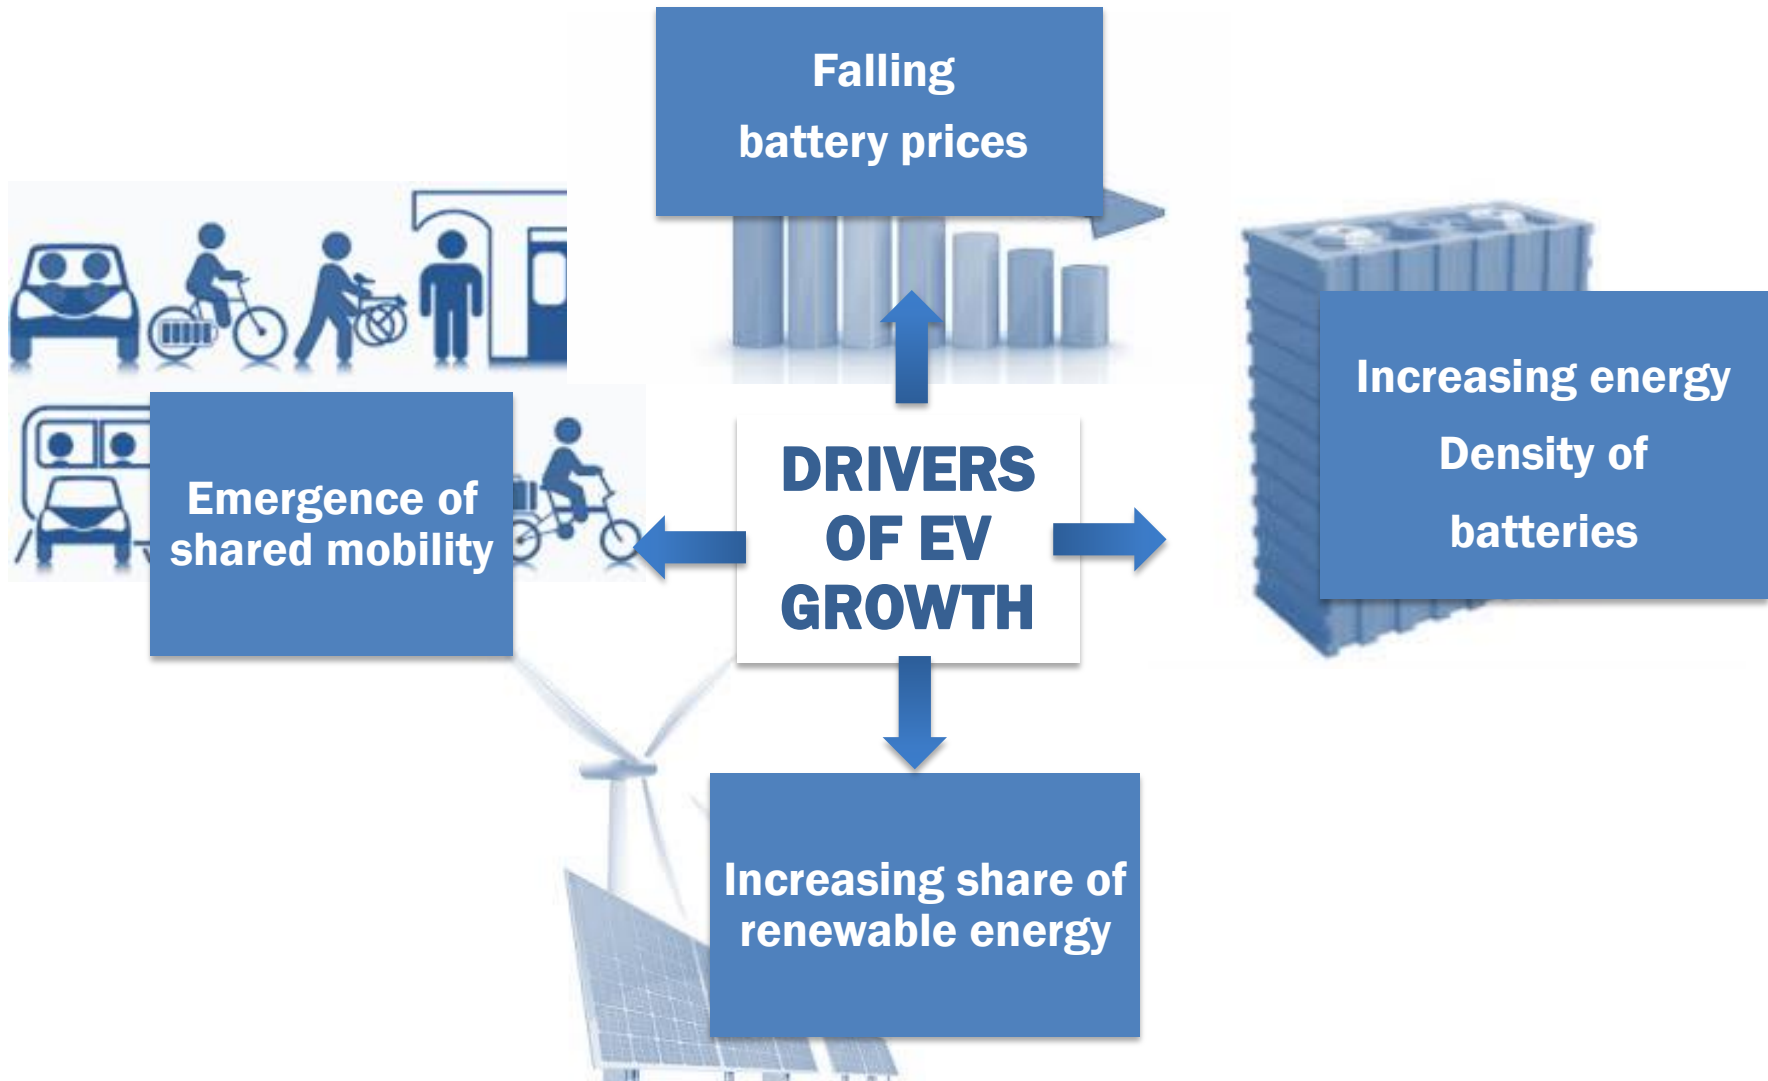 Falling
battery prices
Emergence of
shared mobility
DRIVERS
OF EV
GROWTH
Increasing energy
Density of
batteries
Increasing share of
renewable energy